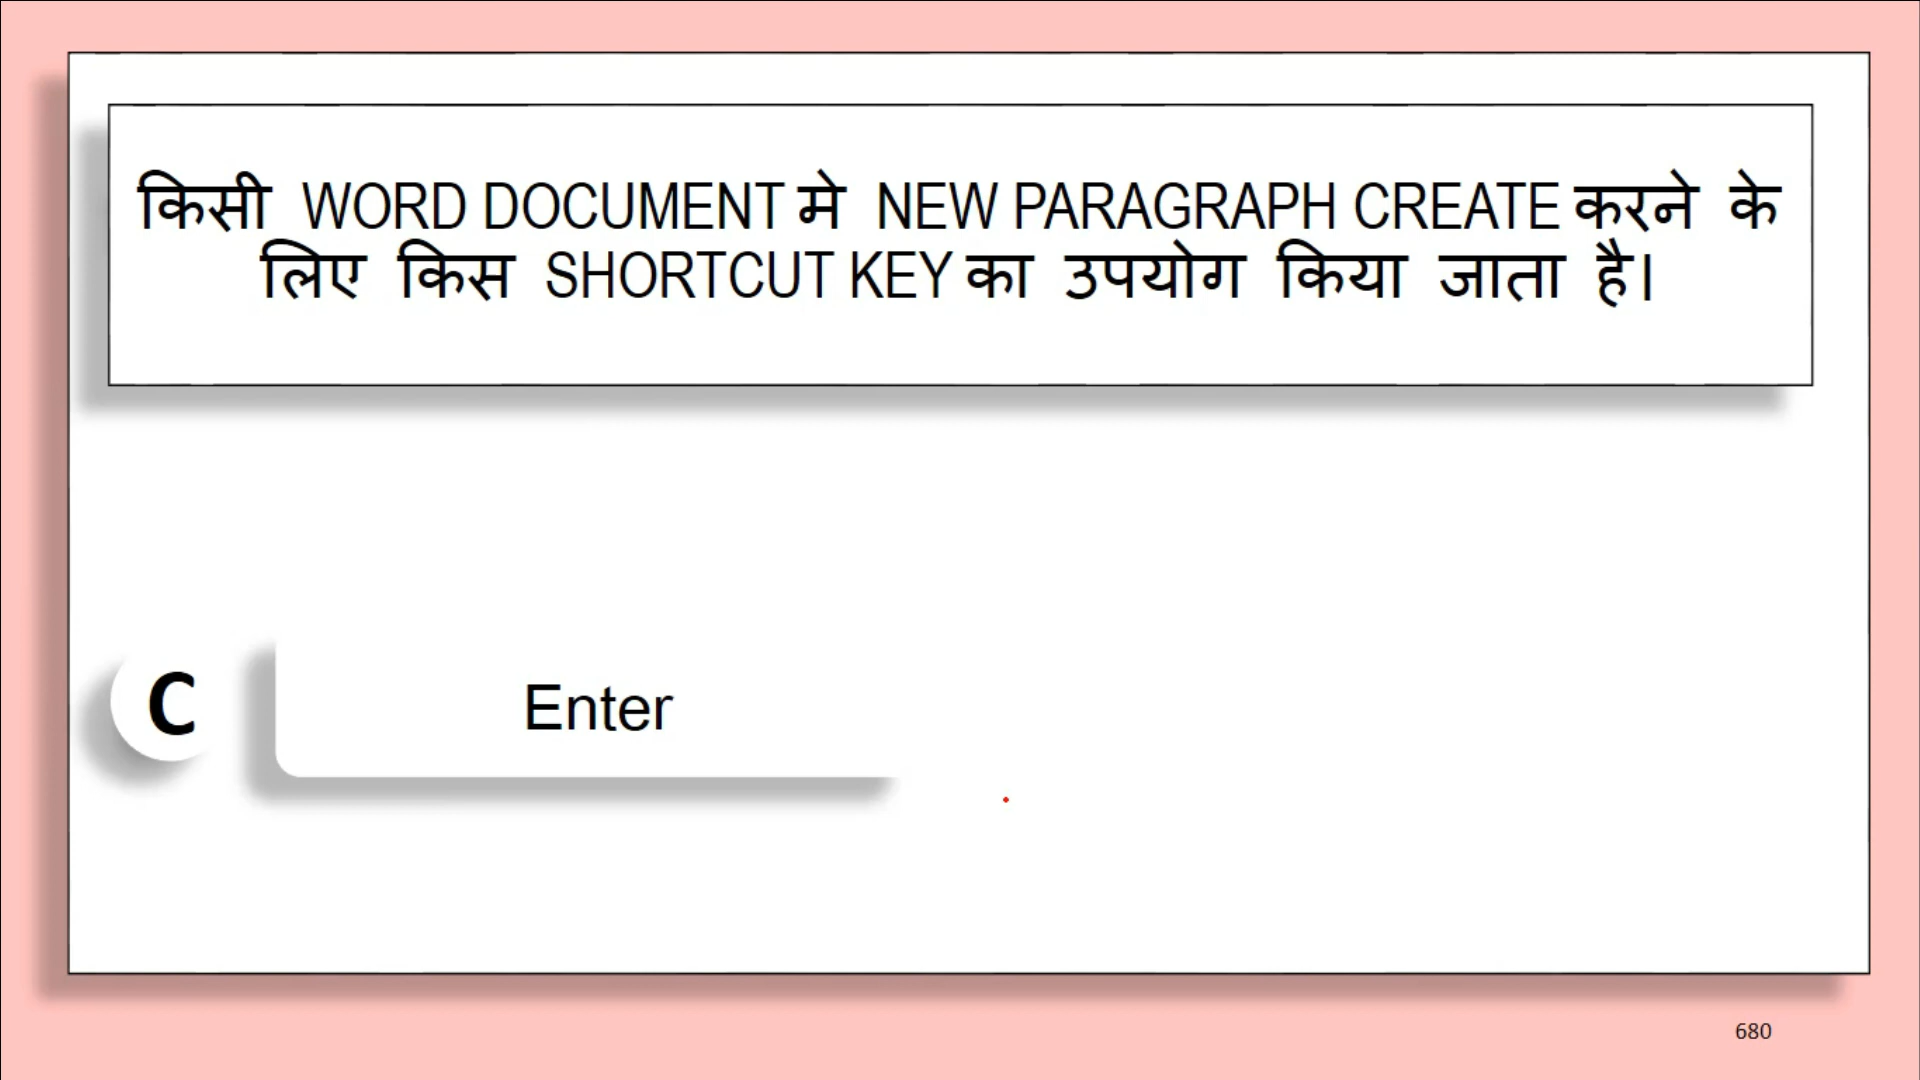 किसी WORD DOCUMENT मे NEW PARAGRAPH CREATE करने के
लिए किस SHORTCUT KEY का उपयोग किया जाता है।
C Enter
680